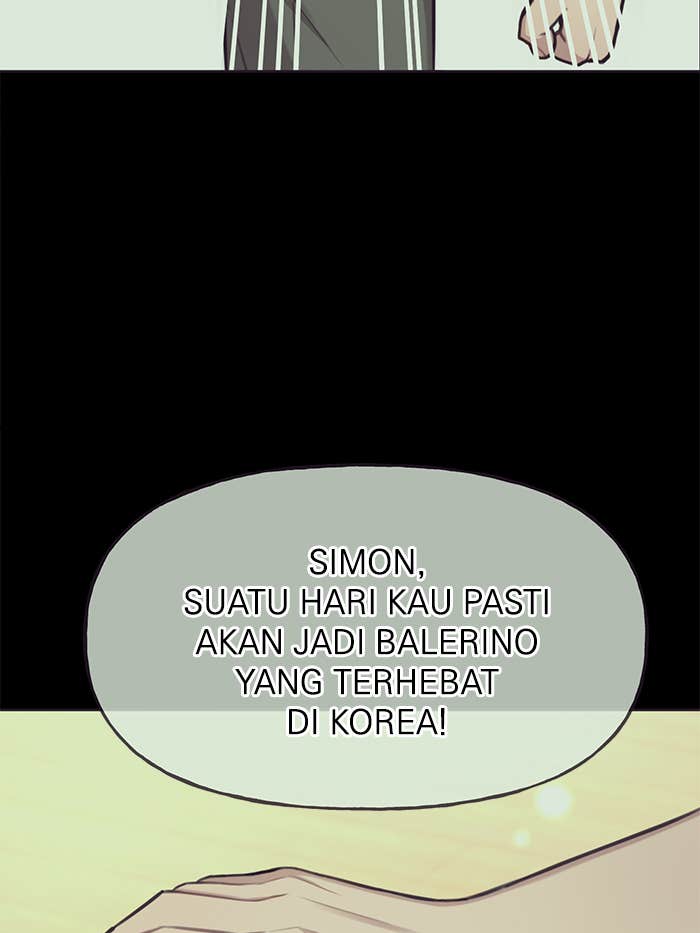 SIMON,
SUATU HARI KAU PASTI
AKAN JADI BALERINO
YANG TERHEBAT
DI KOREA!